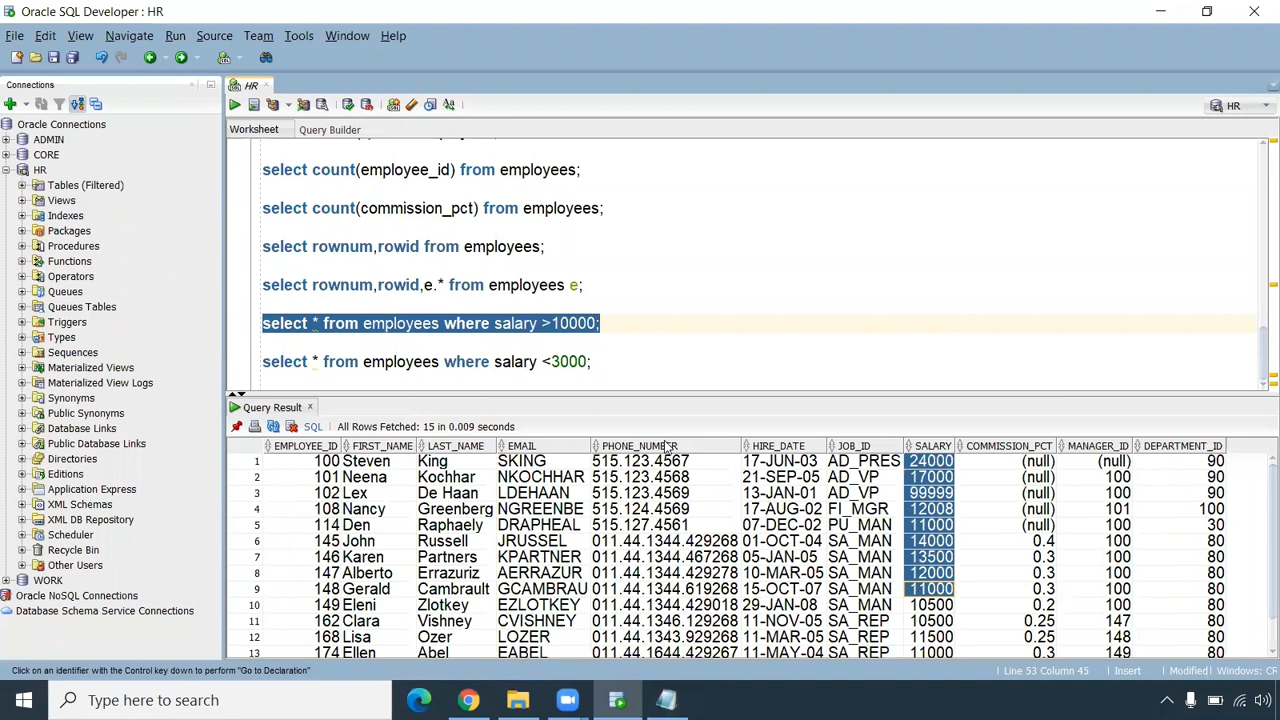 Oracle SQL Developer: HR
File Edit View Navigate Run Source Team Tools Window Help
Connections
Oracle Connections
ADMIN
CORE
HR
Tables (Filtered)
Views
Indexes
Packages
Procedures
Functions
Operators
Queues
Queues Tables
Triggers
Types
Sequences
Materialized Views
Materialized View Logs
Synonyms
Public Synonyms
Database Links
Public Database Links
Directories
Editions
Application Express
XML Schemas
XML DB Repository
Scheduler
Recycle Bin
Other Users
WORK
Oracle NoSQL Connections
Database Schema Service Connections
HR
HR
Worksheet Query Builder
select count(employee_id) from employees;
select count(commission_pct) from employees;
select rownum,rowid from employees;
select rownum,rowid,e.* from employees e;
select * from employees where salary >10000;
select * from employees where salary <3000;
Query Result
SQL All Rows Fetched: 15 in 0.009 seconds
EMPLOYEE_ID FIRST_NAME LAST_NAME EMAIL PHONE_NUMBER HIRE_DATE JOB_ID SALARY COMMISSION_PCT MANAGER_ID DEPARTMENT_ID
1 100 Steven King SKING 515.123.4567 17-JUN-03 AD_PRES 24000 (null) (null) 90
2 101 Neena Kochhar NKOCHHAR 515.123.4568 21-SEP-05 AD_VP 17000 (null) 100 90
3 102 Lex De Haan LDEHAAN 515.123.4569 13-JAN-01 AD_VP 99999 (null) 100 90
4 108 Nancy Greenberg NGREENBE 515.124.4569 17-AUG-02 FI_MGR 12008 (null) 101 100
5 114 Den Raphaely DRAPHEAL 515.127.4561 07-DEC-02 PU_MAN 11000 (null) 100 30
6 145 John Russell JRUSSEL 011.44.1344.429268 01-OCT-04 SA_MAN 14000 0.4 100 80
7 146 Karen Partners KPARTNER 011.44.1344.467268 05-JAN-05 SA_MAN 13500 0.3 100 80
8 147 Alberto Errazuriz AERRAZUR 011.44.1344.429278 10-MAR-05 SA_MAN 12000 0.3 100 80
9 148 Gerald Cambrault GCAMBRAU 011.44.1344.619268 15-OCT-07 SA_MAN 11000 0.3 100 80
10 149 Eleni Zlotkey EZLOTKEY 011.44.1344.429018 29-JAN-08 SA_MAN 10500 0.2 100 80
11 162 Clara Vishney CVISHNEY 011.44.1346.129268 11-NOV-05 SA_REP 10500 0.25 147 80
12 168 Lisa Ozer LOZER 011.44.1343.929268 11-MAR-05 SA_REP 11500 0.25 148 80
13 174 Ellen Abel EABEL 011.44.1644.429267 11-MAY-04 SA_REP 11000 0.3 149 80
Click on an identifier with the Control key down to perform "Go to Declaration"
Line 53 Column 45 Insert Modified Windows: CR
Type here to search